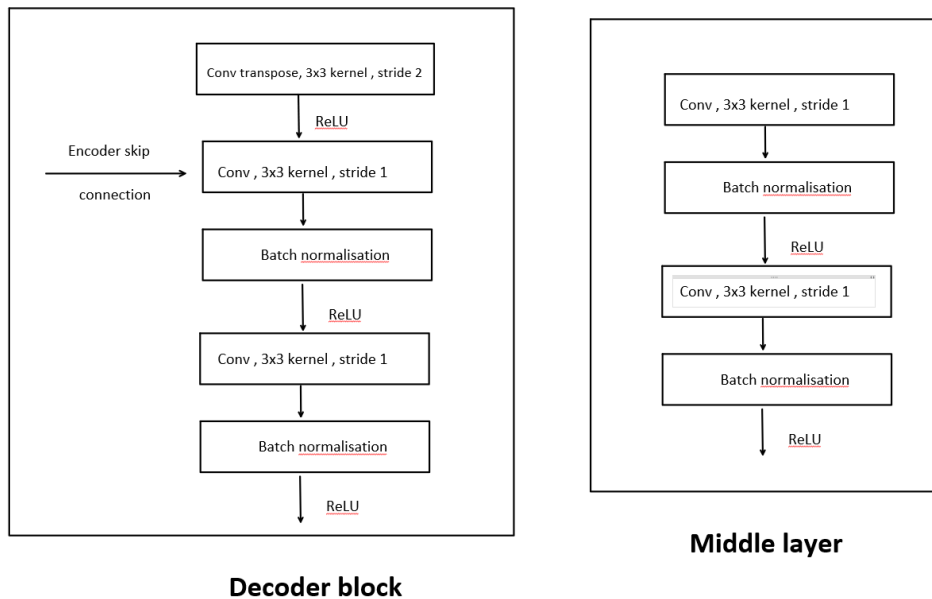 Conv transpose, 3x3 kernel , stride 2
ReLU
Encoder skip
connection
Conv , 3x3 kernel , stride 1
Batch normalisation
ReLU
Conv , 3x3 kernel , stride 1
Batch normalisation
ReLU
Decoder block
Conv , 3x3 kernel , stride 1
Batch normalisation
ReLU
Conv , 3x3 kernel , stride 1
Batch normalisation
ReLU
Middle layer